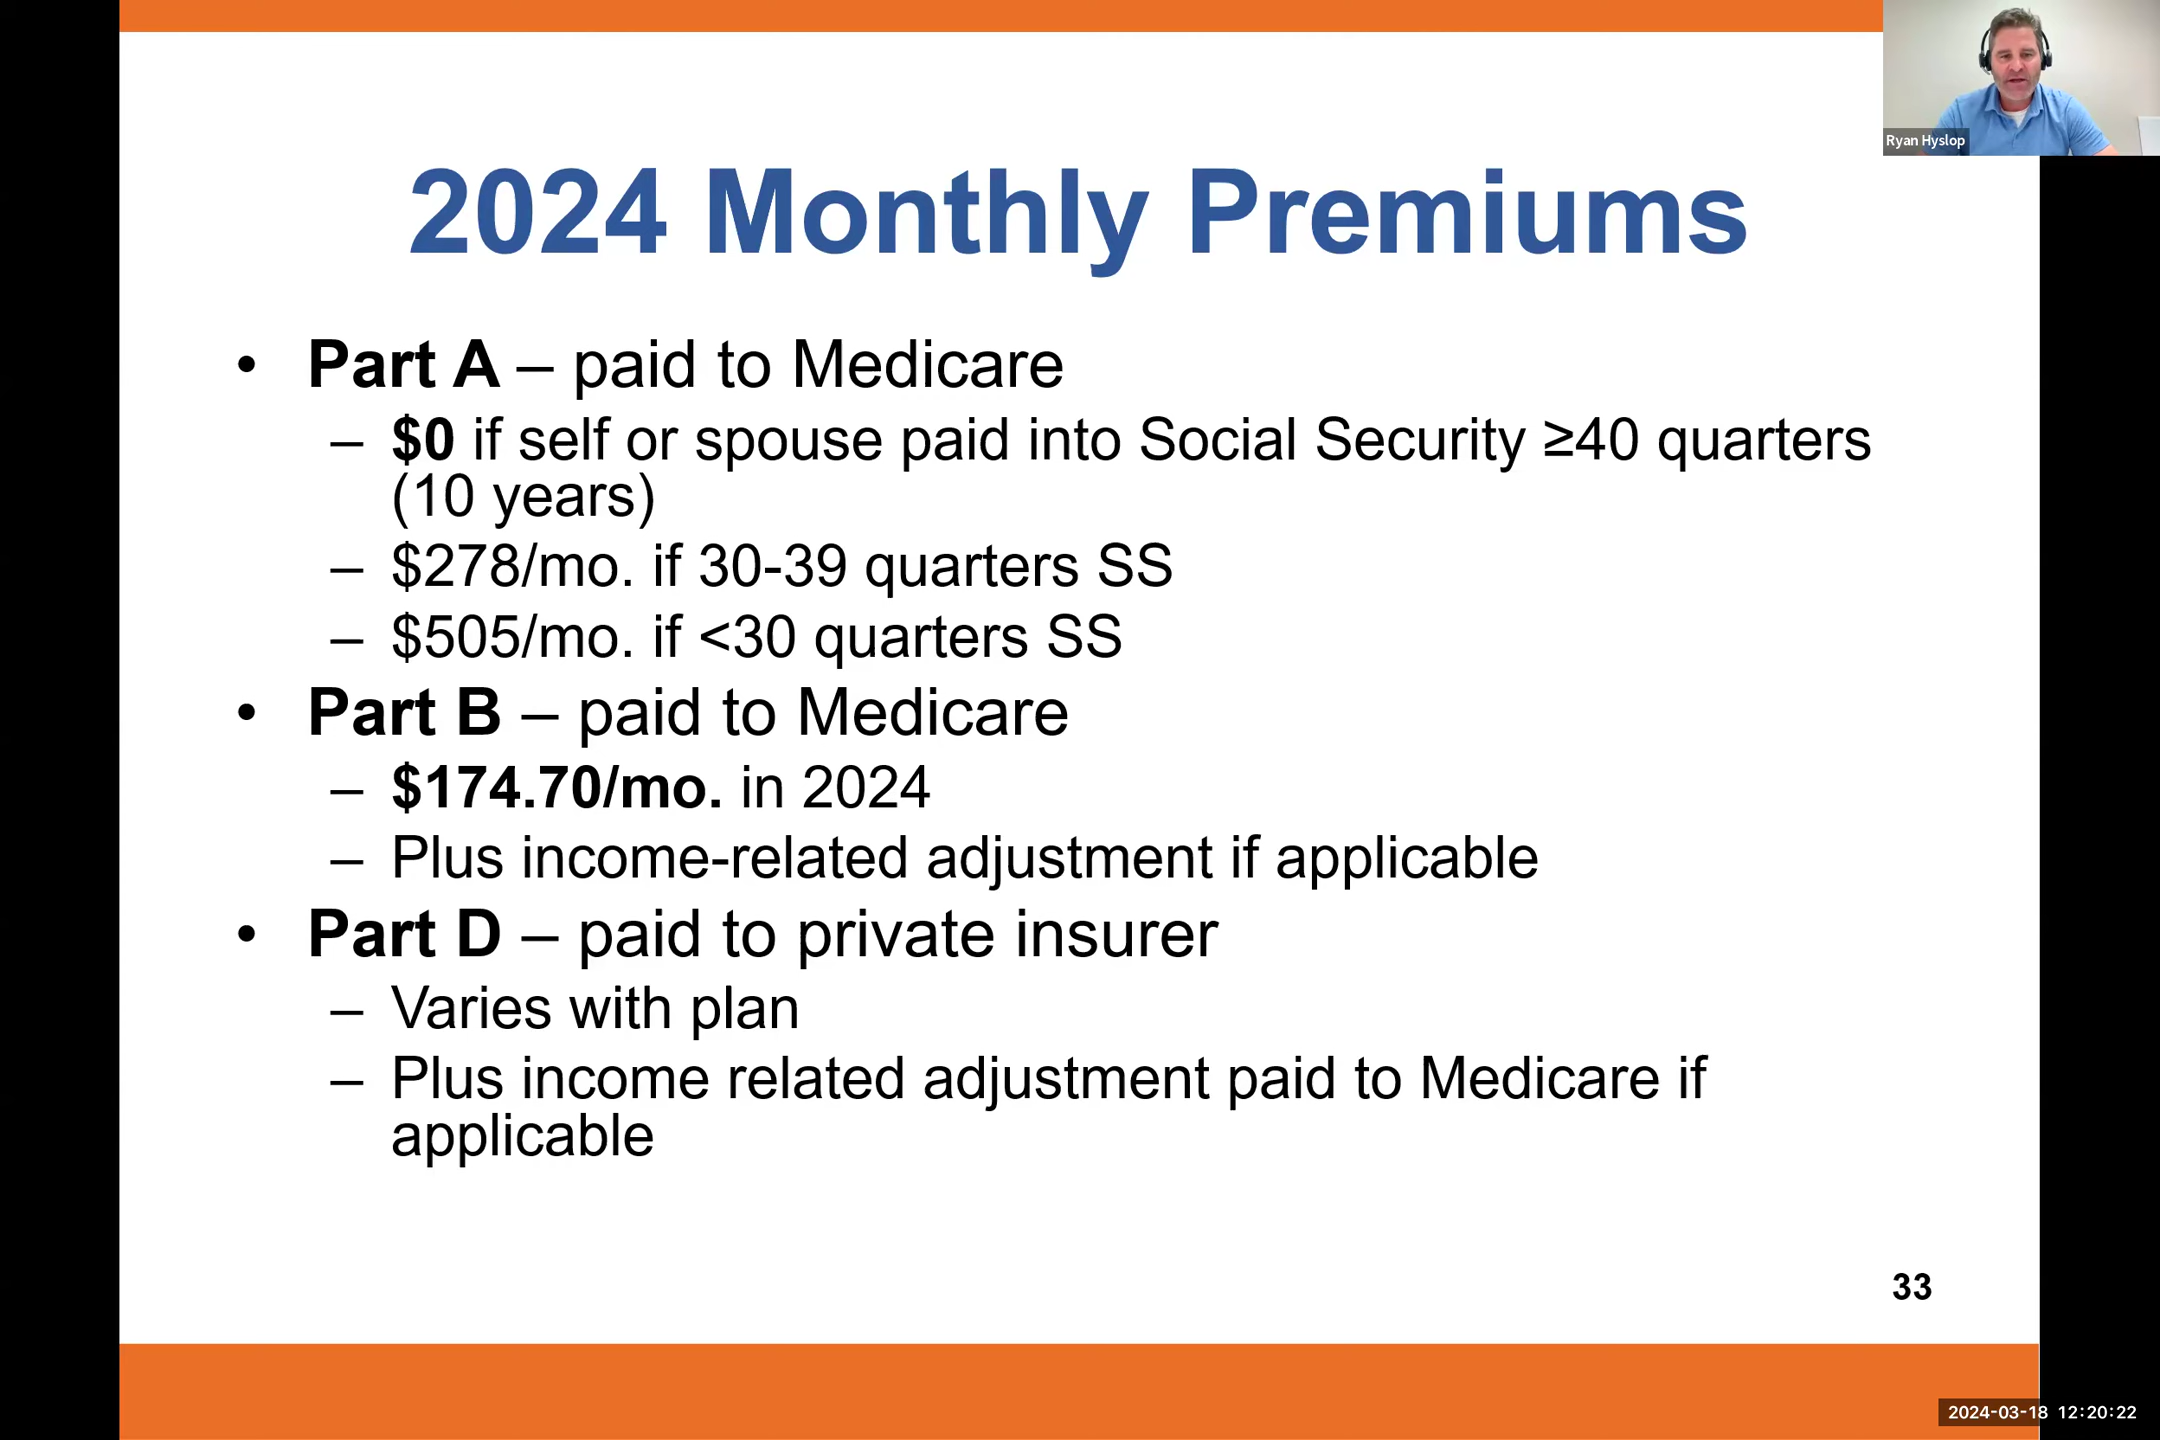 Ryan Hyslop
2024 Monthly Premiums
• Part A – paid to Medicare
– $0 if self or spouse paid into Social Security ≥40 quarters
(10 years)
– $278/mo. if 30-39 quarters SS
– $505/mo. if <30 quarters SS
• Part B – paid to Medicare
– $174.70/mo. in 2024
– Plus income-related adjustment if applicable
• Part D – paid to private insurer
– Varies with plan
– Plus income related adjustment paid to Medicare if
applicable
33
2024-03-18 12:20:22